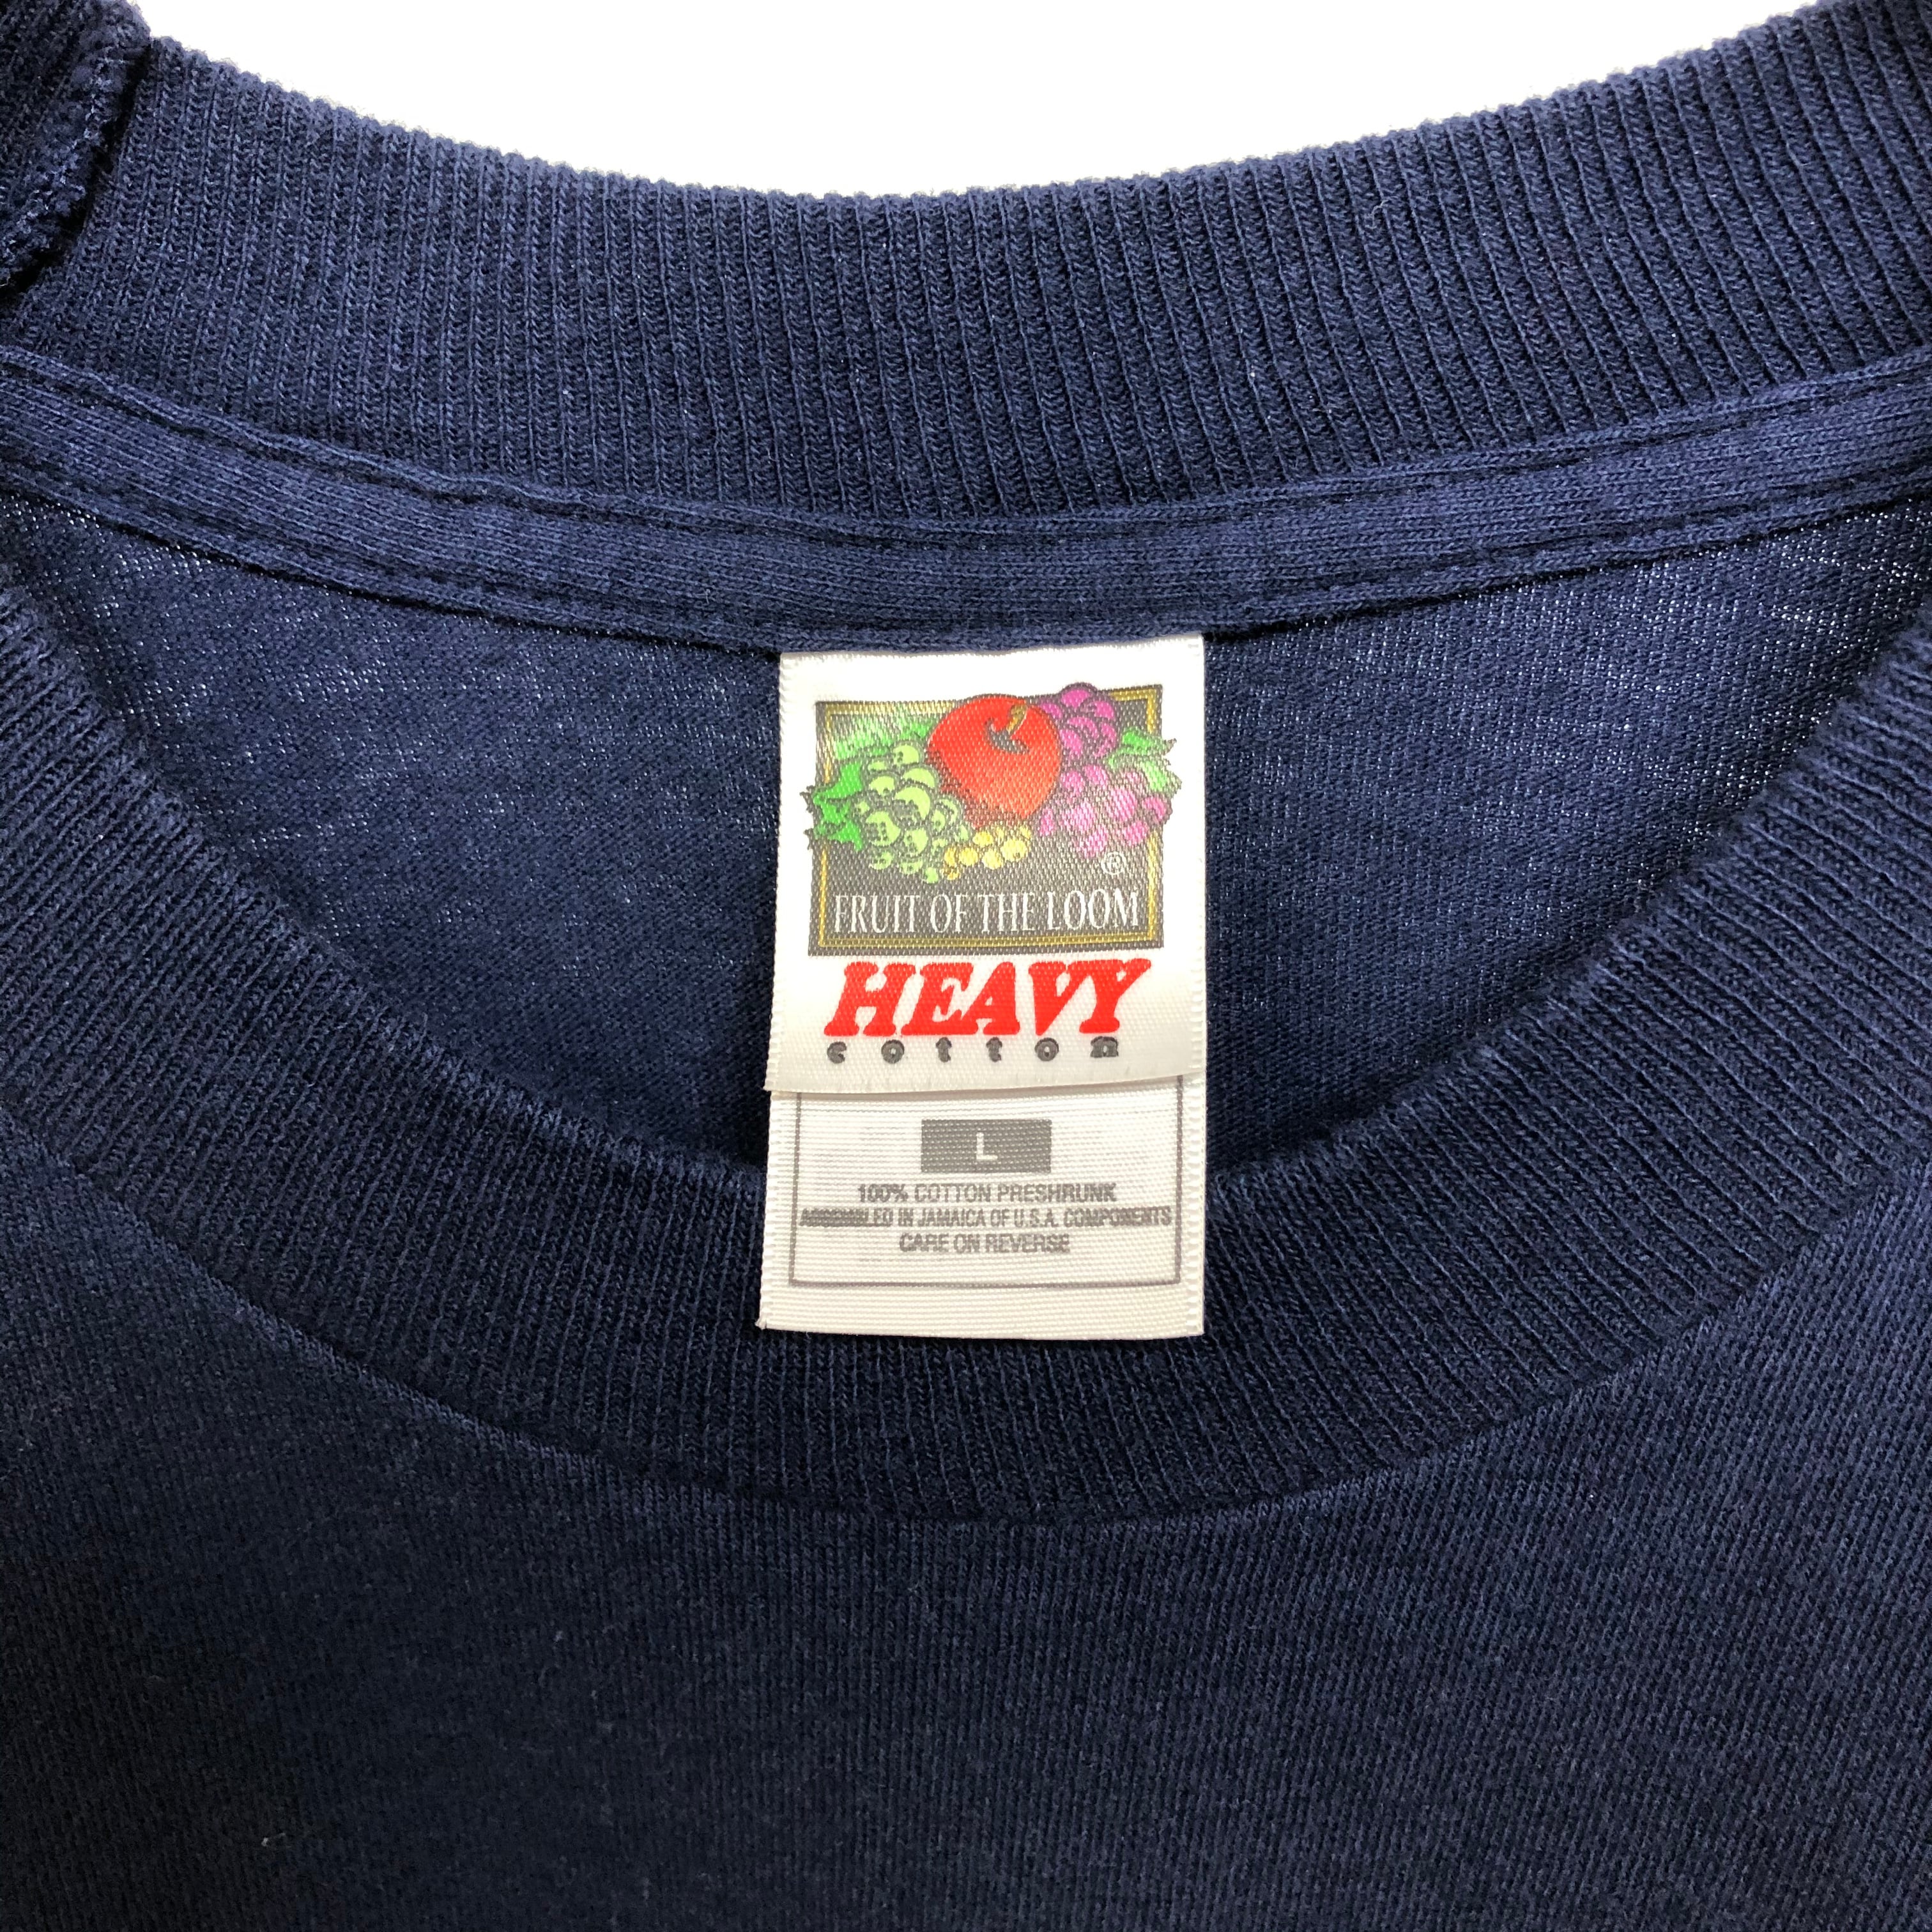 ®
FRUIT OF THE LOOM
HEAVY
cotton
L
100% COTTON PRESHRUNK
ASSEMBLED IN JAMAICA OF U.S.A. COMPONENTS
CARE ON REVERSE